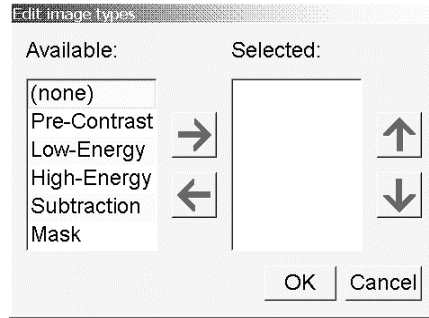 Edit image types
Available:
Selected:
(none)
Pre-Contrast
Low-Energy
High-Energy
Subtraction
Mask
OK
Cancel